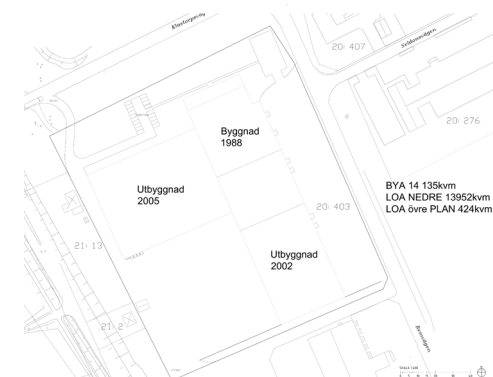 20: 407
20: 276
Byggnad
1988
Utbyggnad
2005
BYA 14 135kvm
LOA NEDRE 13952kvm
LOA övre PLAN 424kvm
20: 403
21: 13
Utbyggnad
2002
21: 2